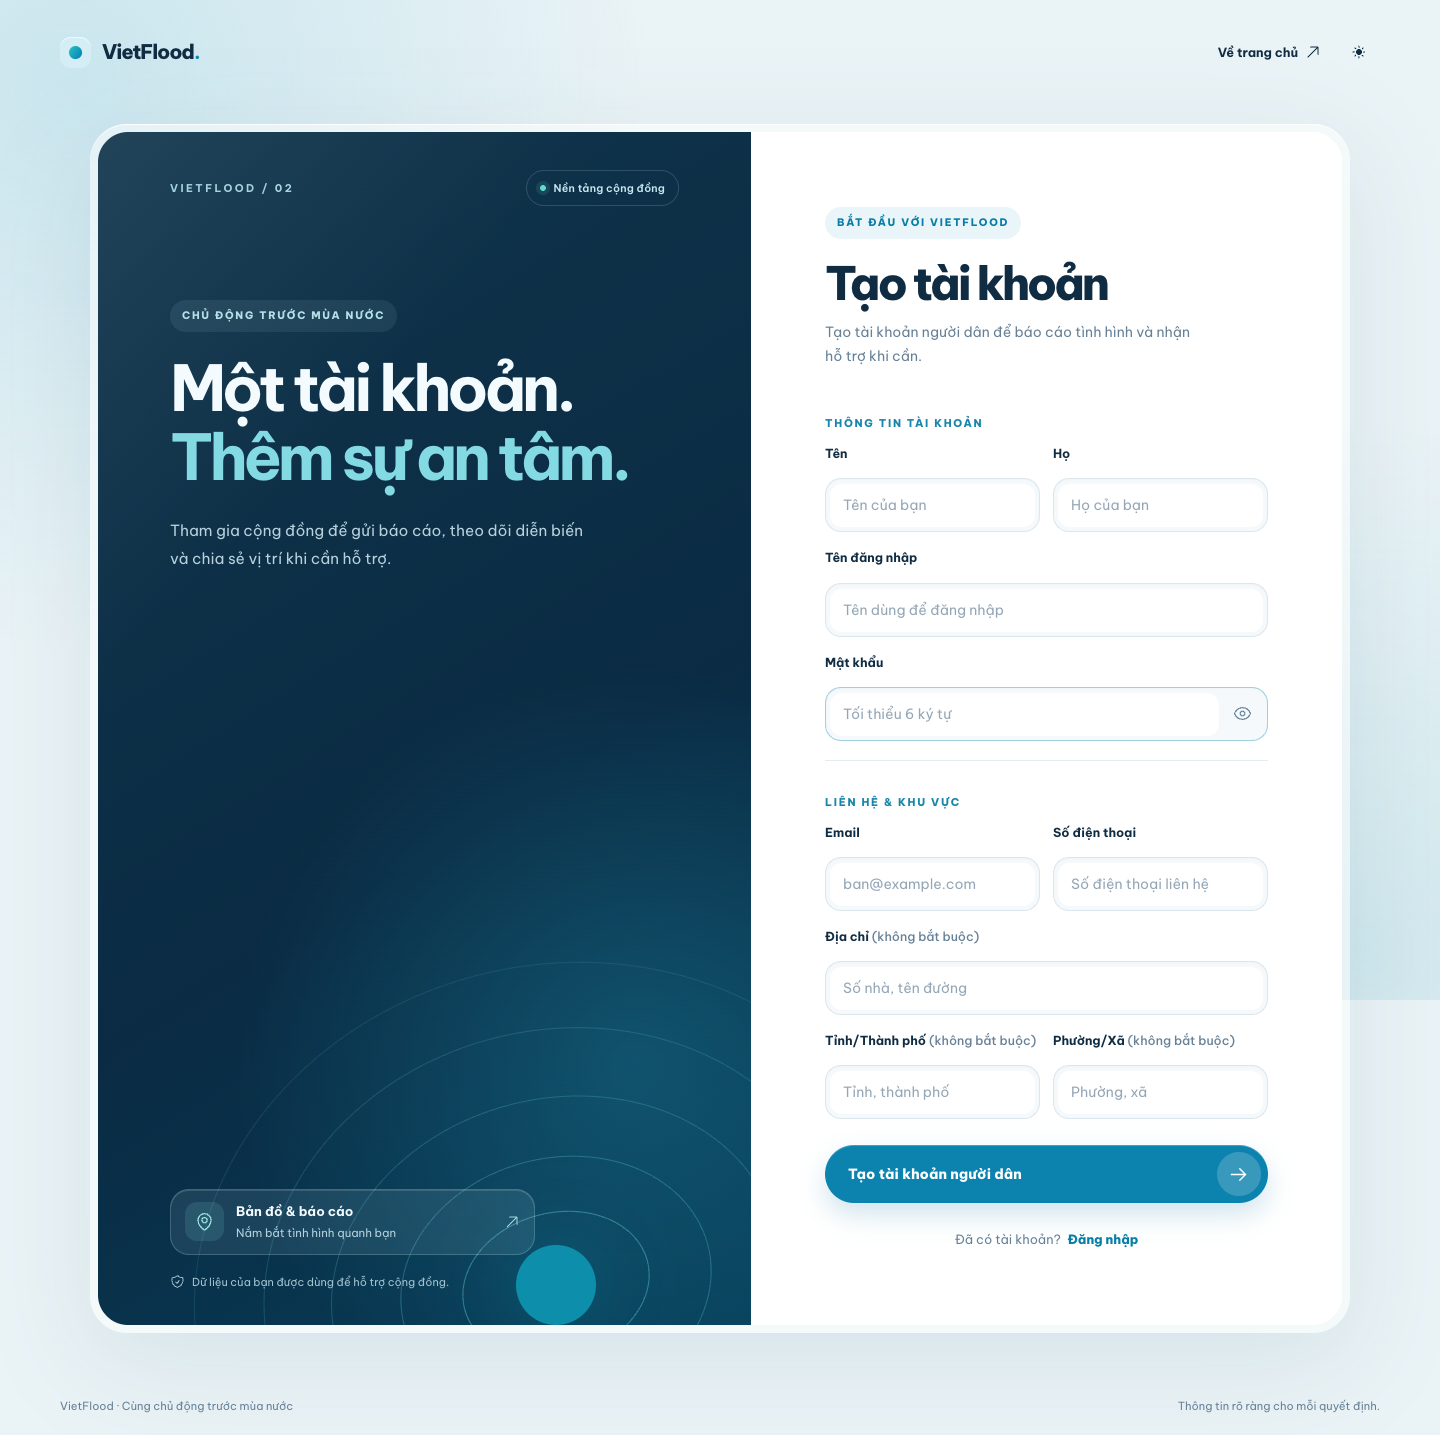 VietFlood.
Về trang chủ
VIETFLOOD / 02
Nền tảng cộng đồng
CHỦ ĐỘNG TRƯỚC MÙA NƯỚC
Một tài khoản.
Thêm sự an tâm.
Tham gia cộng đồng để gửi báo cáo, theo dõi diễn biến
và chia sẻ vị trí khi cần hỗ trợ.
Bản đồ & báo cáo
Nắm bắt tình hình quanh bạn
Dữ liệu của bạn được dùng để hỗ trợ cộng đồng.
BẮT ĐẦU VỚI VIETFLOOD
Tạo tài khoản
Tạo tài khoản người dân để báo cáo tình hình và nhận
hỗ trợ khi cần.
THÔNG TIN TÀI KHOẢN
Tên
Họ
Tên của bạn
Họ của bạn
Tên đăng nhập
Tên dùng để đăng nhập
Mật khẩu
Tối thiểu 6 ký tự
LIÊN HỆ & KHU VỰC
Email
Số điện thoại
ban@example.com
Số điện thoại liên hệ
Địa chỉ (không bắt buộc)
Số nhà, tên đường
Tỉnh/Thành phố (không bắt buộc)
Phường/Xã (không bắt buộc)
Tỉnh, thành phố
Phường, xã
Tạo tài khoản người dân
Đã có tài khoản? Đăng nhập
VietFlood · Cùng chủ động trước mùa nước
Thông tin rõ ràng cho mỗi quyết định.